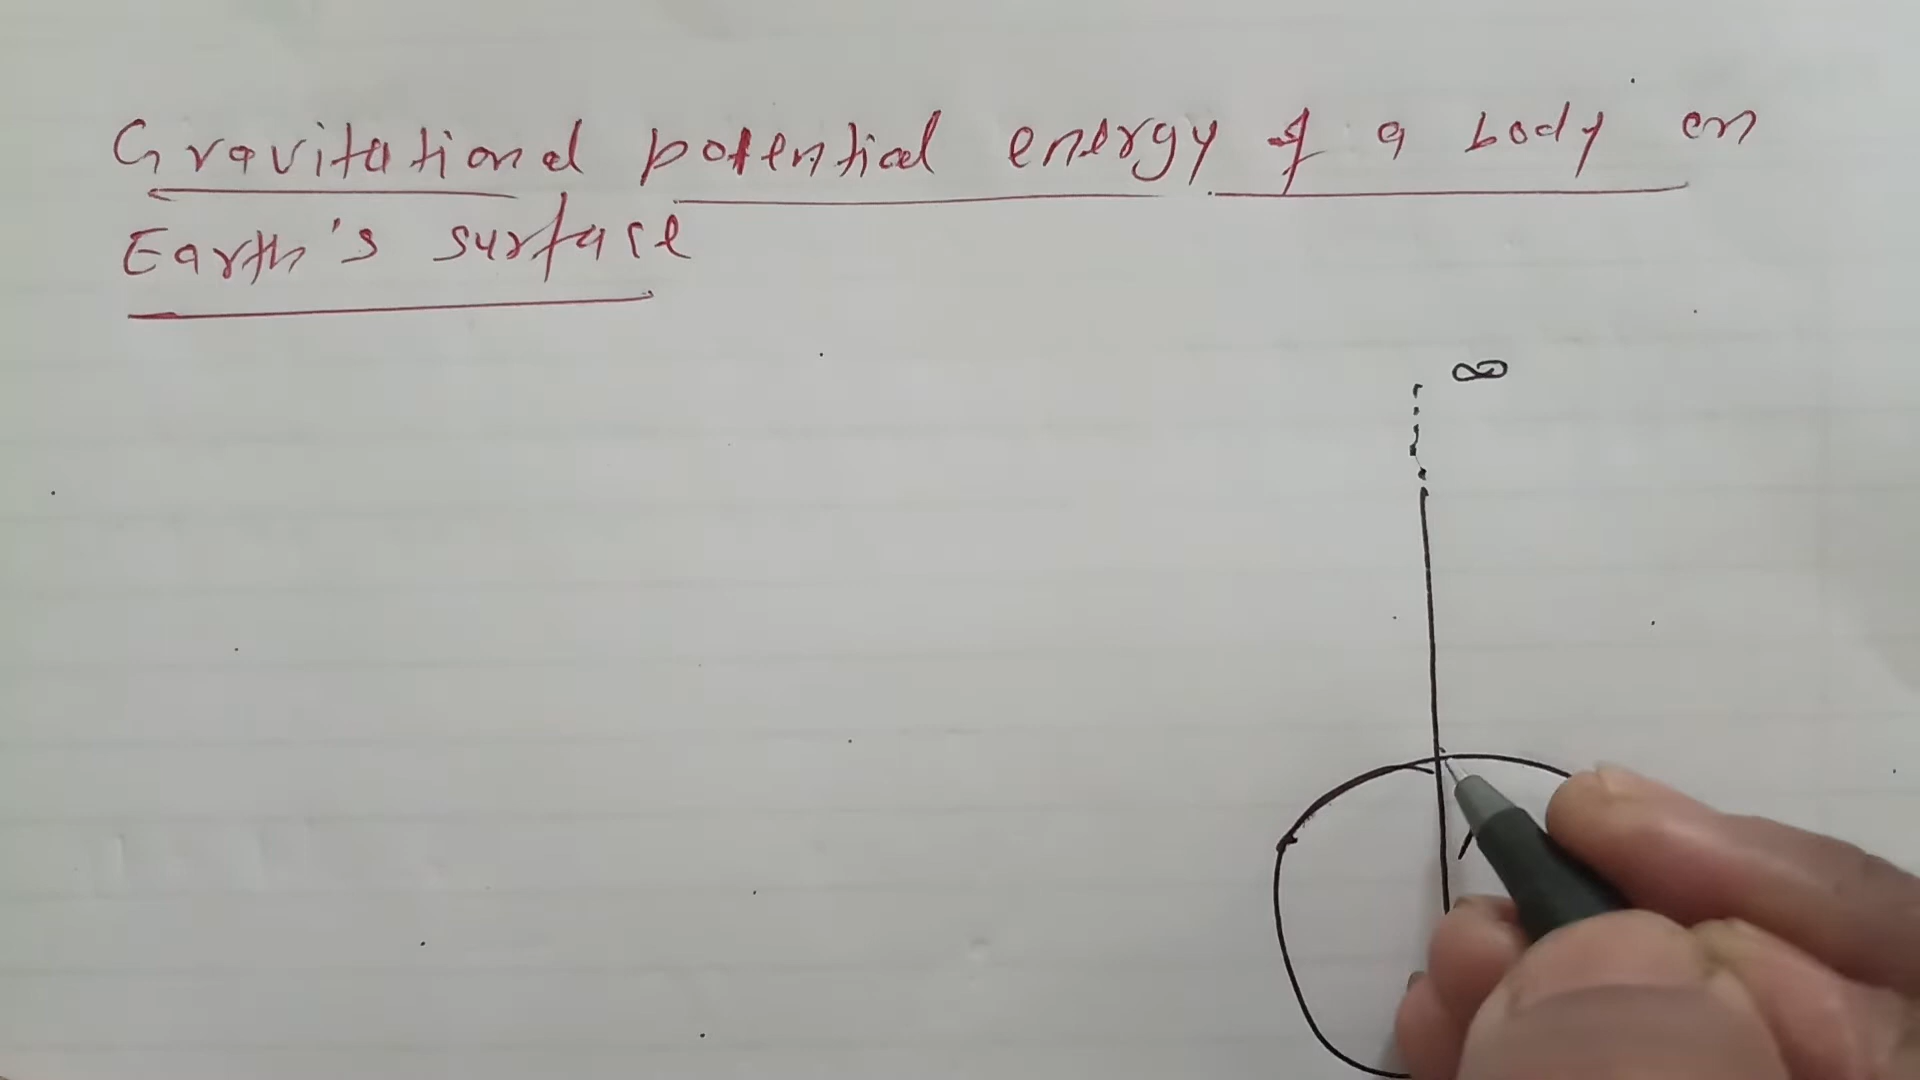 Gravitational potential energy of a body on
Earth's surface
∞